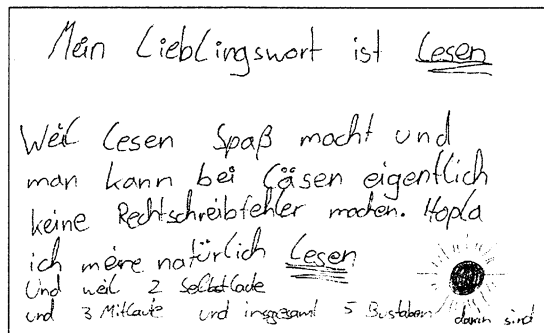 Mein Lieblingswort ist Lesen
Weil Lesen Spaß macht und
man kann bei Läsen eigentlich
keine Rechtschreibfehler machen. Hopla
ich meine natürlich Lesen
Und weil 2 Selbstlaute
und 3 Mitlaute und insgesamt 5 Bustaben darin sind